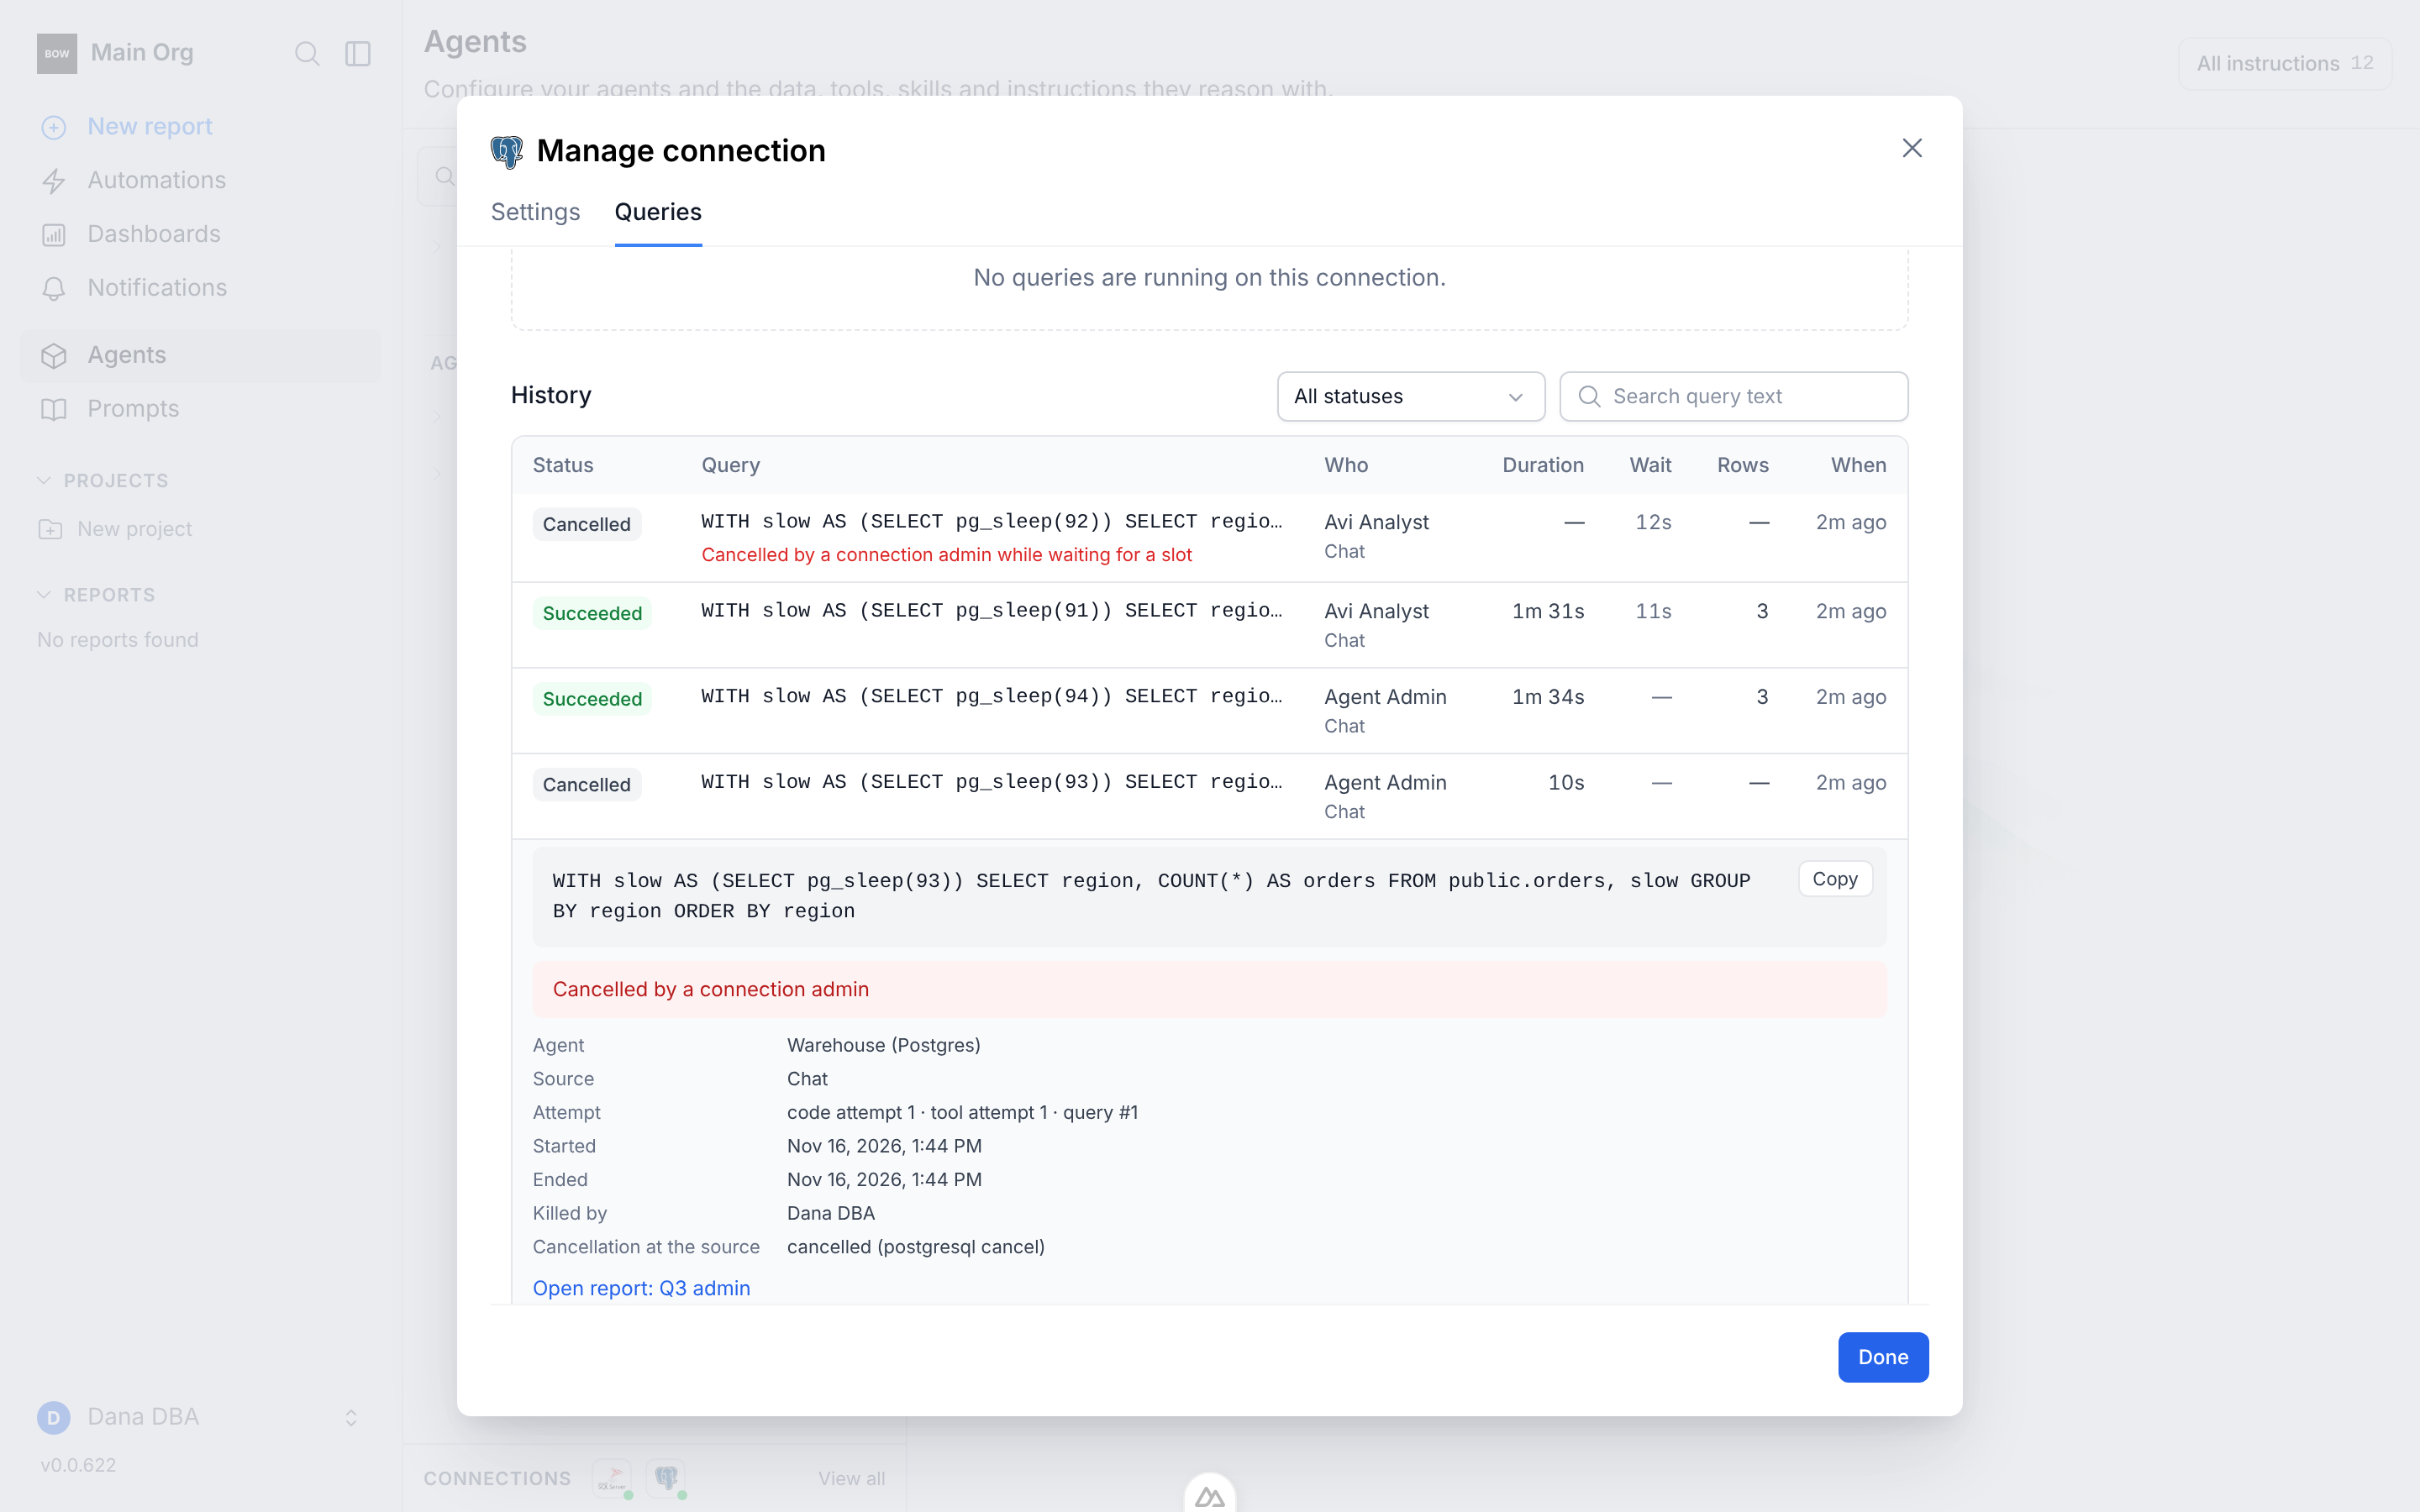 BOW Main Org
New report
Automations
Dashboards
Notifications
Agents
Prompts
PROJECTS
New project
REPORTS
No reports found
Dana DBA
D
v0.0.622
Agents
Configure your agents and the data, tools, skills and instructions they reason with.
All instructions 12
AG
CONNECTIONS
SQL Server
View all
Manage connection
Settings Queries
No queries are running on this connection.
History
All statuses
Search query text
Status Query Who Duration Wait Rows When
Cancelled WITH slow AS (SELECT pg_sleep(92)) SELECT regio… Avi Analyst — 12s — 2m ago
Cancelled by a connection admin while waiting for a slot Chat
Succeeded WITH slow AS (SELECT pg_sleep(91)) SELECT regio… Avi Analyst 1m 31s 11s 3 2m ago
Chat
Succeeded WITH slow AS (SELECT pg_sleep(94)) SELECT regio… Agent Admin 1m 34s — 3 2m ago
Chat
Cancelled WITH slow AS (SELECT pg_sleep(93)) SELECT regio… Agent Admin 10s — — 2m ago
Chat
WITH slow AS (SELECT pg_sleep(93)) SELECT region, COUNT(*) AS orders FROM public.orders, slow GROUP
BY region ORDER BY region
Copy
Cancelled by a connection admin
Agent Warehouse (Postgres)
Source Chat
Attempt code attempt 1 · tool attempt 1 · query #1
Started Nov 16, 2026, 1:44 PM
Ended Nov 16, 2026, 1:44 PM
Killed by Dana DBA
Cancellation at the source cancelled (postgresql cancel)
Open report: Q3 admin
Done